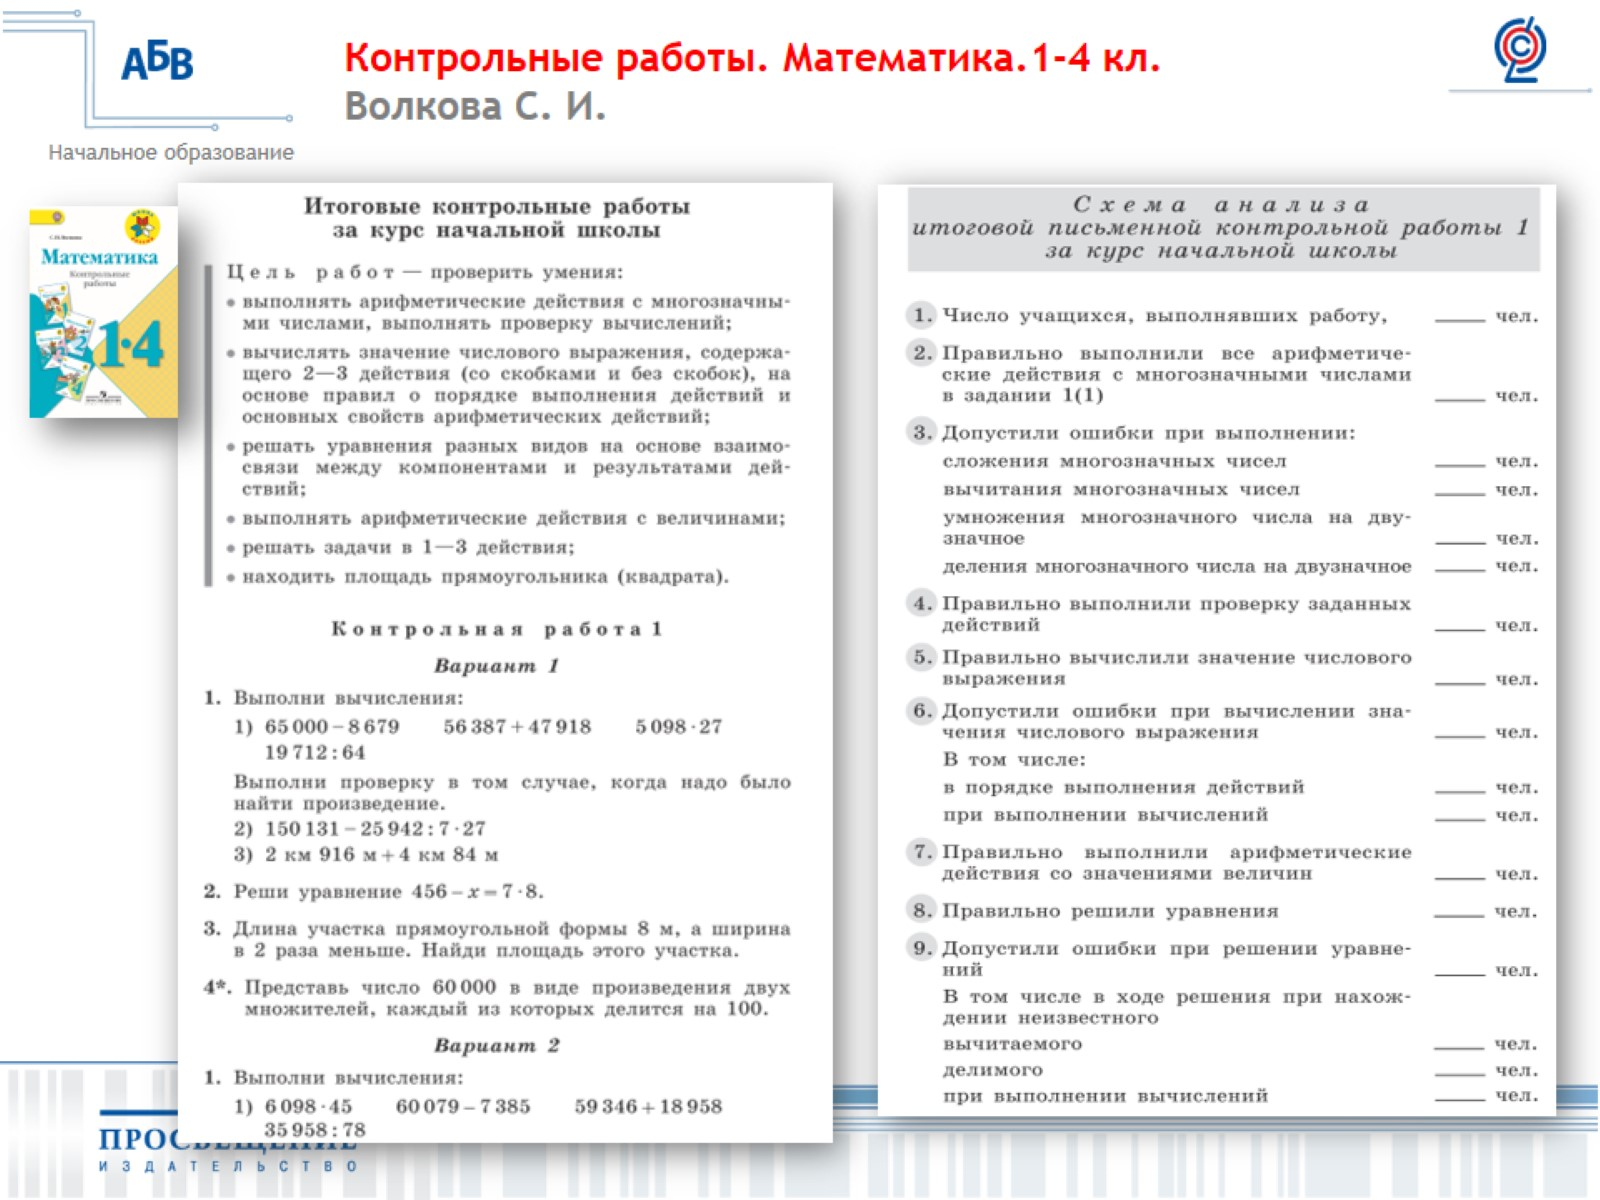 АБВ
Контрольные работы. Математика.1-4 кл.
Волкова С. И.
Начальное образование
Математика
Контрольные
работы
1•4
Итоговые контрольные работы
за курс начальной школы
Цель работ — проверить умения:
• выполнять арифметические действия с многозначны-
ми числами, выполнять проверку вычислений;
• вычислять значение числового выражения, содержа-
щего 2—3 действия (со скобками и без скобок), на
основе правил о порядке выполнения действий и
основных свойств арифметических действий;
• решать уравнения разных видов на основе взаимо-
связи между компонентами и результатами дей-
ствий;
• выполнять арифметические действия с величинами;
• решать задачи в 1—3 действия;
• находить площадь прямоугольника (квадрата).
Контрольная работа 1
Вариант 1
1. Выполни вычисления:
1) 65 000 – 8 679 56 387 + 47 918 5 098 · 27
19 712 : 64
Выполни проверку в том случае, когда надо было
найти произведение.
2) 150 131 – 25 942 : 7 · 27
3) 2 км 916 м + 4 км 84 м
2. Реши уравнение 456 – x = 7 · 8.
3. Длина участка прямоугольной формы 8 м, а ширина
в 2 раза меньше. Найди площадь этого участка.
4*. Представь число 60 000 в виде произведения двух
множителей, каждый из которых делится на 100.
Вариант 2
1. Выполни вычисления:
1) 6 098 · 45 60 079 – 7 385 59 346 + 18 958
35 958 : 78
Схема анализа
итоговой письменной контрольной работы 1
за курс начальной школы
1. Число учащихся, выполнявших работу, ____ чел.
2. Правильно выполнили все арифметиче-
ские действия с многозначными числами
в задании 1(1) ____ чел.
3. Допустили ошибки при выполнении:
сложения многозначных чисел ____ чел.
вычитания многозначных чисел ____ чел.
умножения многозначного числа на дву-
значное ____ чел.
деления многозначного числа на двузначное ____ чел.
4. Правильно выполнили проверку заданных
действий ____ чел.
5. Правильно вычислили значение числового
выражения ____ чел.
6. Допустили ошибки при вычислении зна-
чения числового выражения ____ чел.
В том числе:
в порядке выполнения действий ____ чел.
при выполнении вычислений ____ чел.
7. Правильно выполнили арифметические
действия со значениями величин ____ чел.
8. Правильно решили уравнения ____ чел.
9. Допустили ошибки при решении уравне-
ний ____ чел.
В том числе в ходе решения при нахож-
дении неизвестного
вычитаемого ____ чел.
делимого ____ чел.
при выполнении вычислений ____ чел.
ПРОСВЕЩЕНИЕ
ИЗДАТЕЛЬСТВО